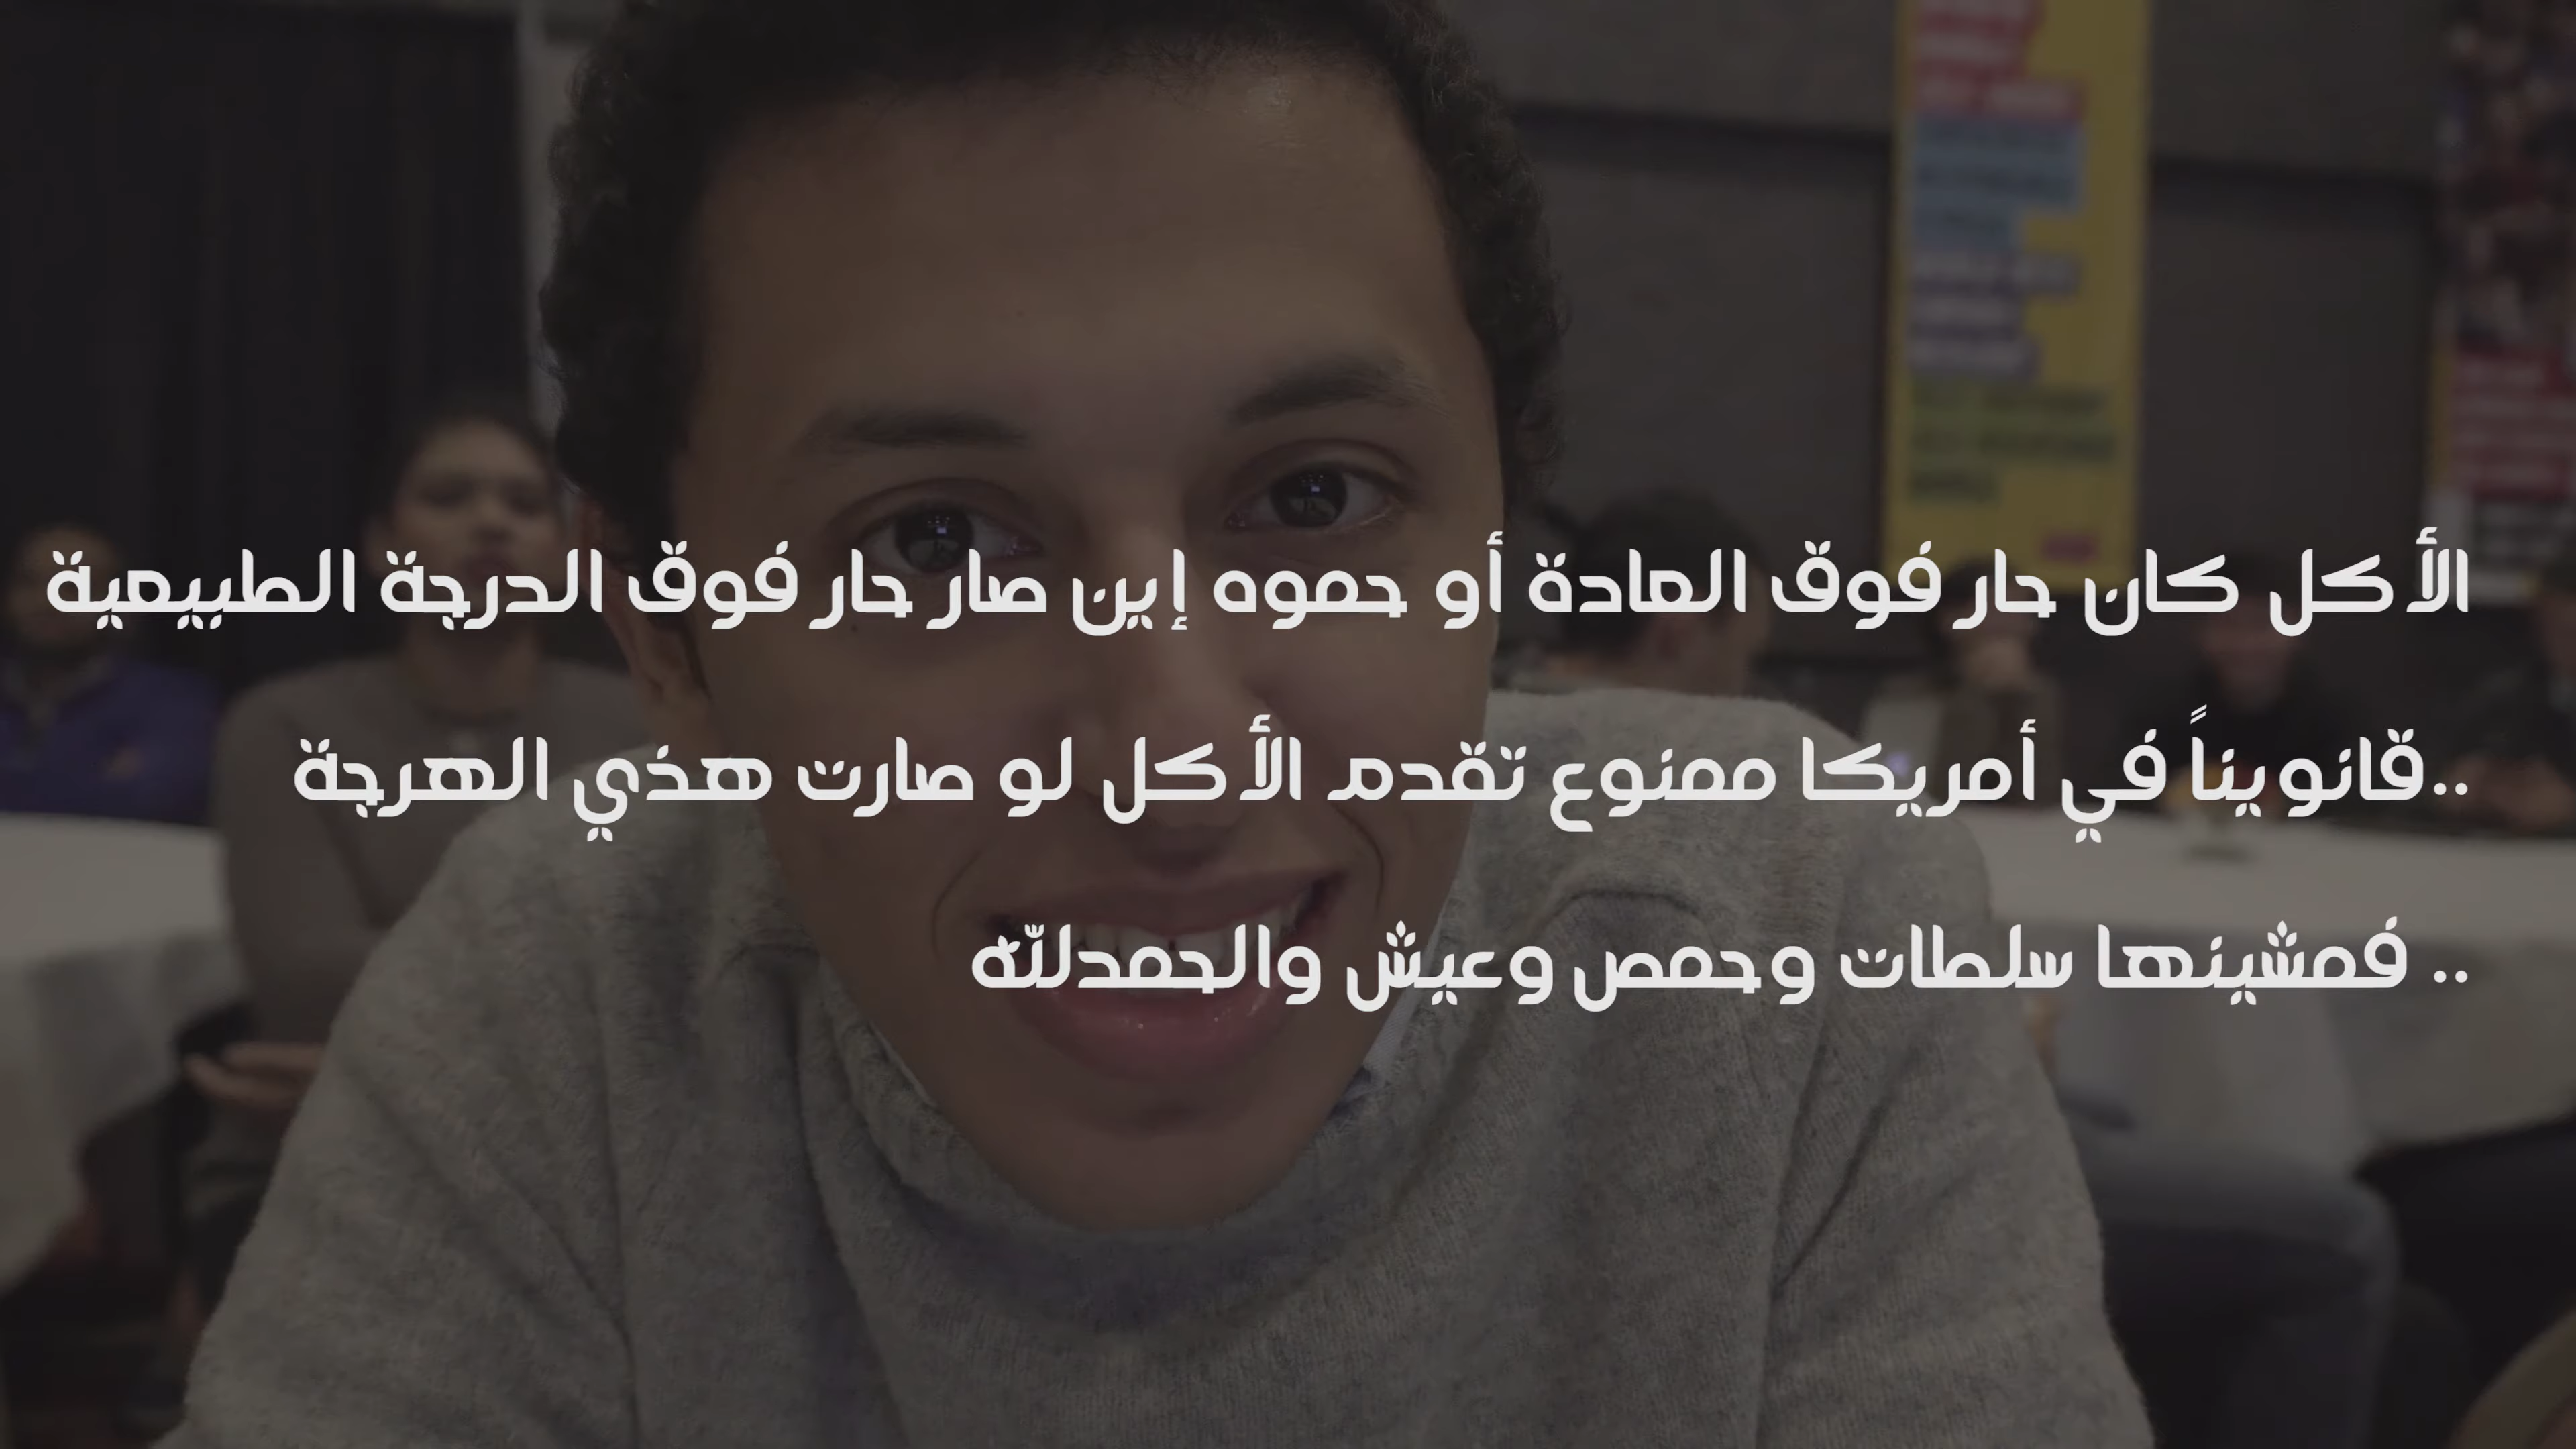 الأكل كان حار فوق العادة أو حموه إين صار حار فوق الدرجة الطبيعية
..قانويناً في أمريكا ممنوع تقدم الأكل لو صارت هذي الهرجة
.. فمشينها سلطات وحمص وعيش والحمدلله